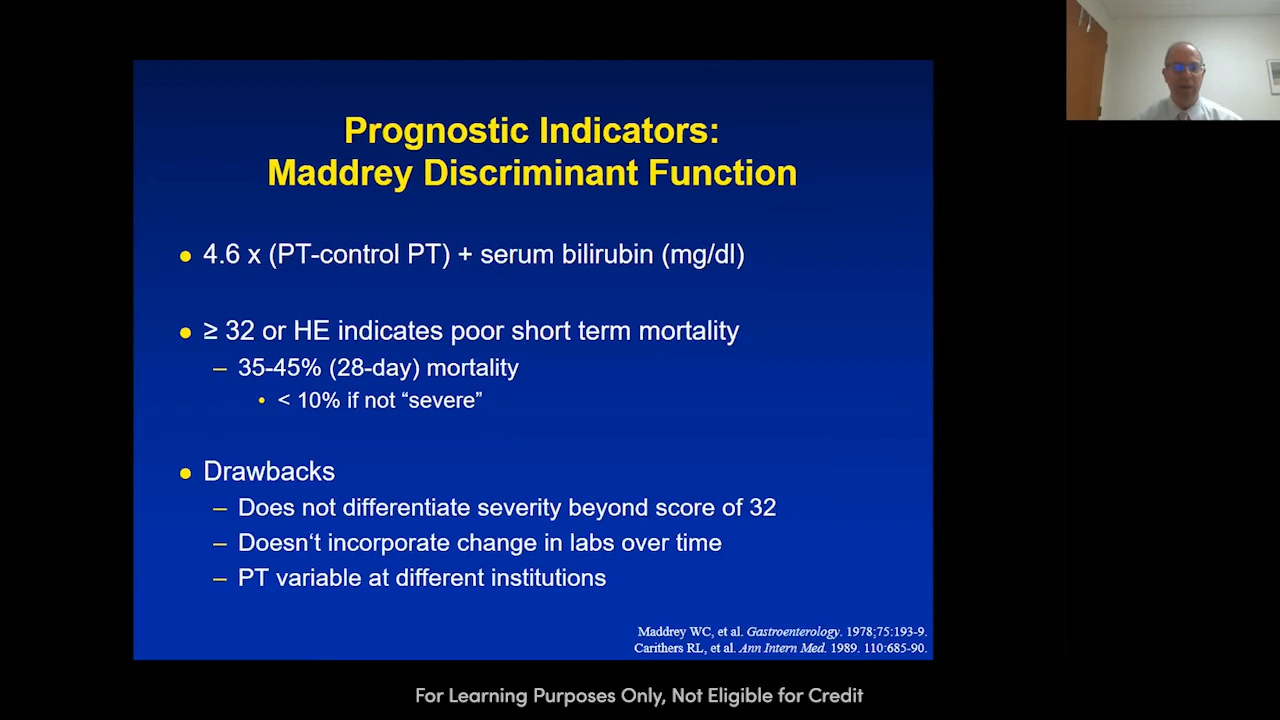 Prognostic Indicators:
Maddrey Discriminant Function
● 4.6 x (PT-control PT) + serum bilirubin (mg/dl)
● ≥ 32 or HE indicates poor short term mortality
– 35-45% (28-day) mortality
• < 10% if not “severe”
● Drawbacks
– Does not differentiate severity beyond score of 32
– Doesn‘t incorporate change in labs over time
– PT variable at different institutions
Maddrey WC, et al. Gastroenterology. 1978;75:193-9.
Carithers RL, et al. Ann Intern Med. 1989. 110:685-90.
For Learning Purposes Only, Not Eligible for Credit